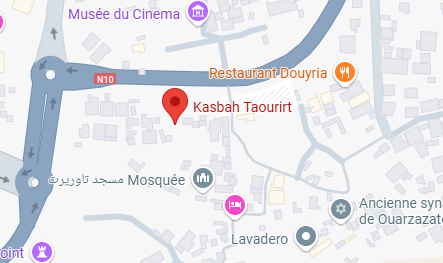 Musée du Cinema
N10
Restaurant Douyria
Kasbah Taourirt
مسجد تاوريرت Mosquée
Ancienne syn
de Ouarzazat
Lavadero
oint